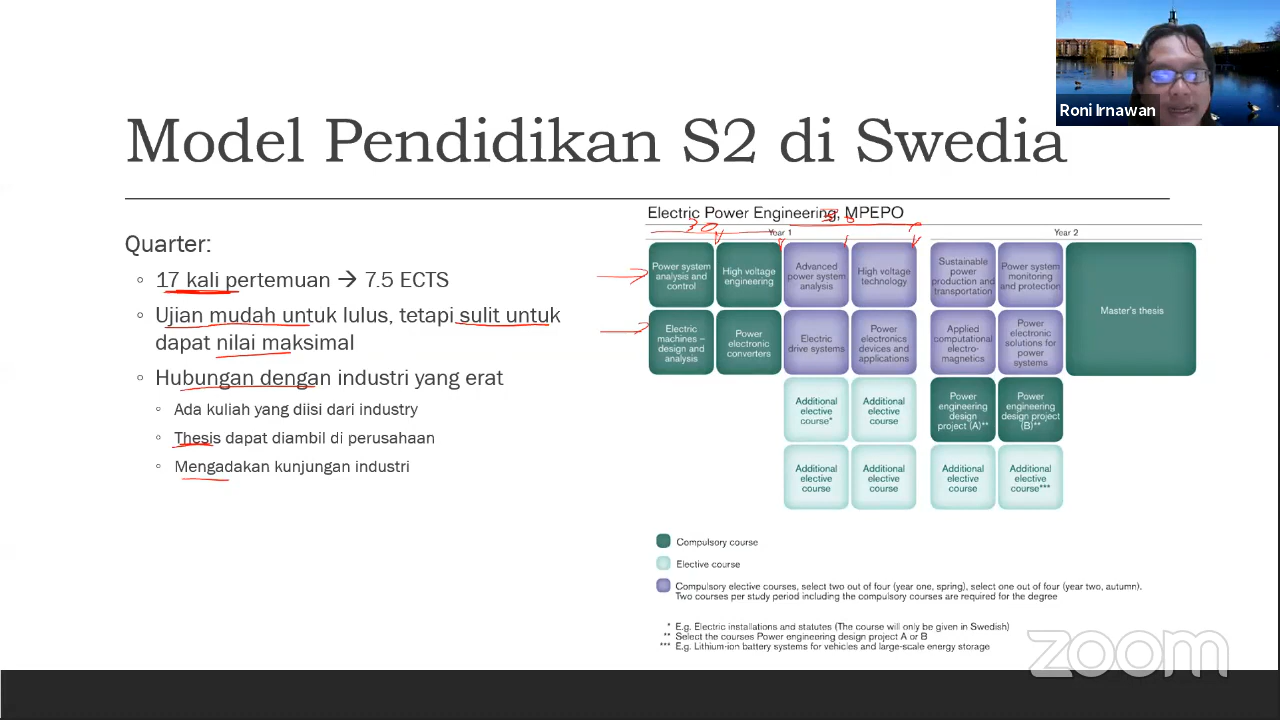 Roni Irnawan
Model Pendidikan S2 di Swedia
Quarter:
17 kali pertemuan → 7.5 ECTS
Ujian mudah untuk lulus, tetapi sulit untuk
dapat nilai maksimal
Hubungan dengan industri yang erat
Ada kuliah yang diisi dari industry
Thesis dapat diambil di perusahaan
Mengadakan kunjungan industri
Electric Power Engineering, MPEPO
30
Year 1
Year 2
Power system
analysis and
control
High voltage
engineering
Advanced
power system
analysis
High voltage
technology
Sustainable
power
production and
transportation
Power system
monitoring
and protection
Master's thesis
Electric
machines –
design and
analysis
Power
electronic
converters
Electric
drive systems
Power
electronics
devices and
applications
Applied
computational
electro-
magnetics
Power
electronic
solutions for
power
systems
Additional
elective
course*
Additional
elective
course
Power
engineering
design
project (A)**
Power
engineering
design project
(B)**
Additional
elective
course
Additional
elective
course
Additional
elective
course
Additional
elective
course***
Compulsory course
Elective course
Compulsory elective courses, select two out of four (year one, spring), select one out of four (year two, autumn).
Two courses per study period including the compulsory courses are required for the degree
* E.g. Electric installations and statutes (The course will only be given in Swedish)
** Select the courses Power engineering design project A or B
*** E.g. Lithium-ion battery systems for vehicles and large-scale energy storage
zoom